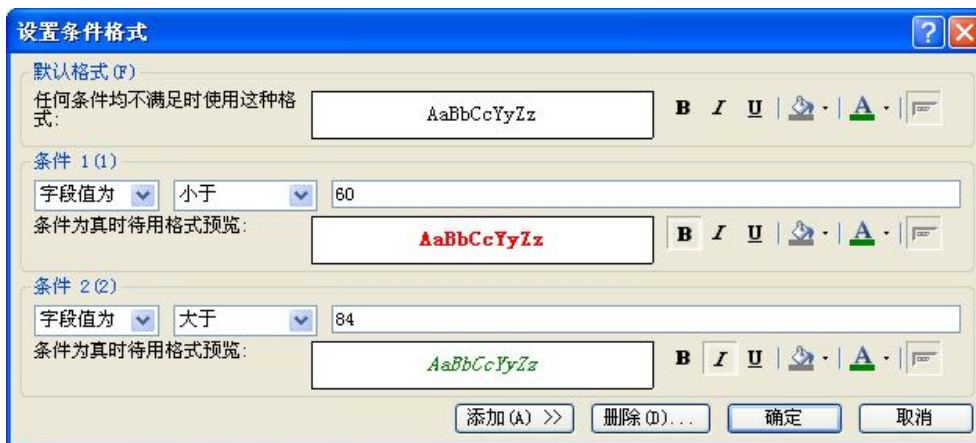 设置条件格式
默认格式(F)
任何条件均不满足时使用这种格
式:
AaBbCcYyZz
B I U A
条件 1(1)
字段值为 小于 60
条件为真时待用格式预览:
AaBbCcYyZz
B I U A
条件 2(2)
字段值为 大于 84
条件为真时待用格式预览:
AaBbCcYyZz
B I U A
添加(A) >> 删除(D)... 确定 取消